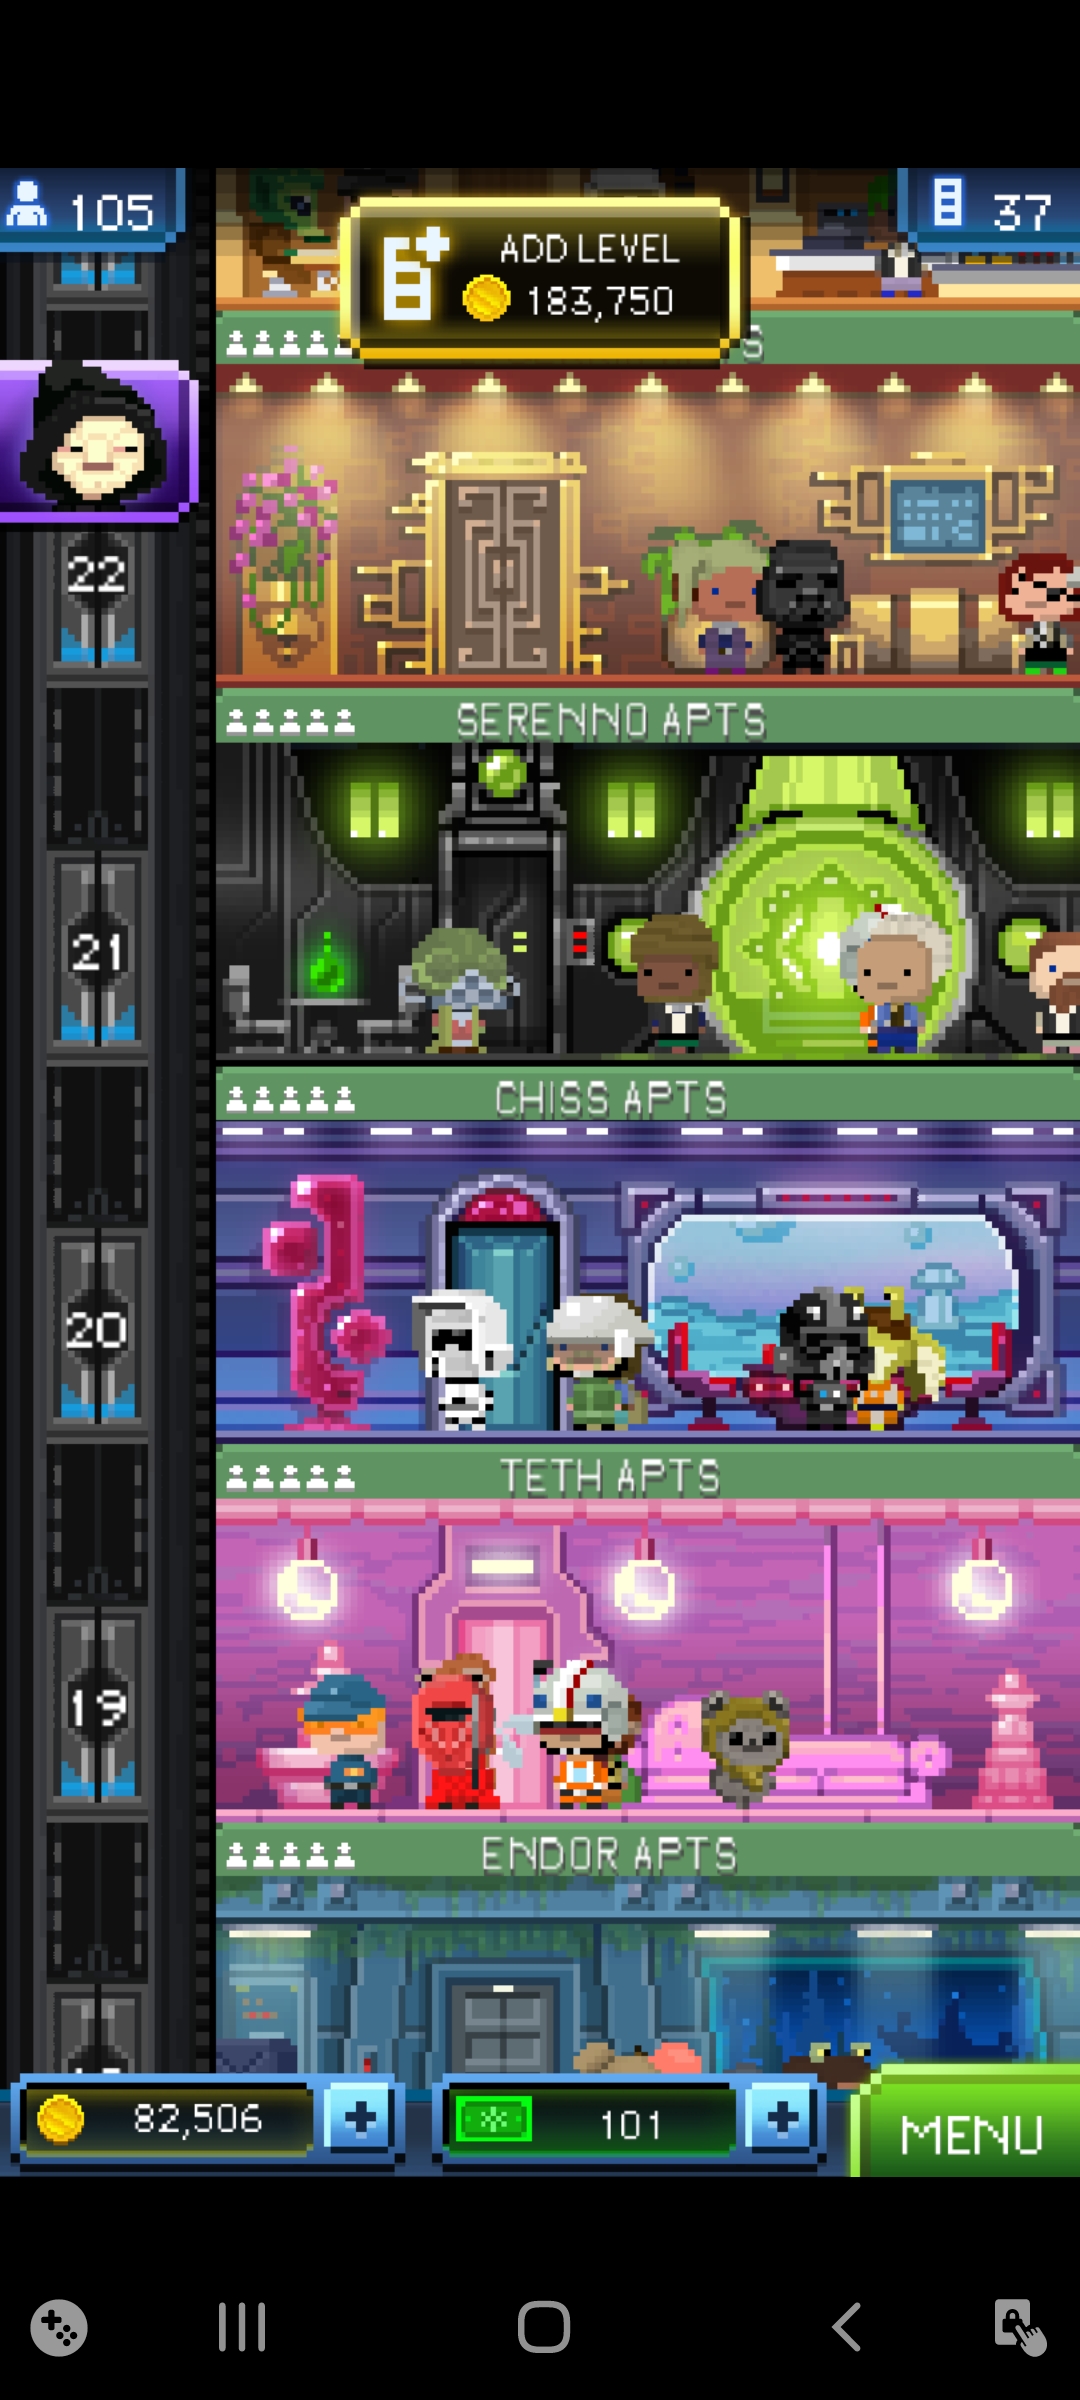 105
37
ADD LEVEL
183,750
S
22
SERENNO APTS
21
CHISS APTS
20
TETH APTS
19
ENDOR APTS
82,506
101
MENU